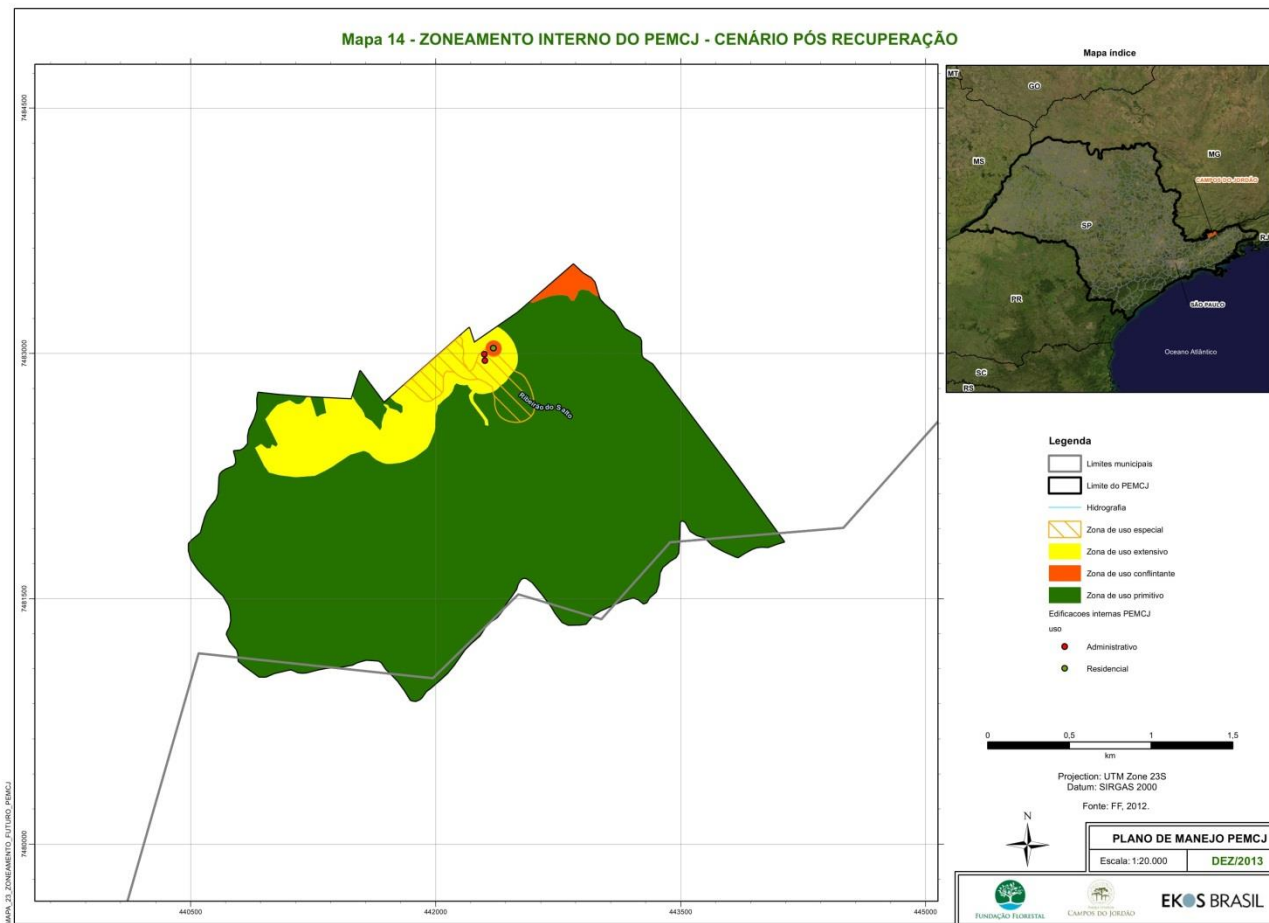 Mapa 14 - ZONEAMENTO INTERNO DO PEMCJ - CENÁRIO PÓS RECUPERAÇÃO
Mapa índice
MT
GO
MS
MG
CAMPOS DO JORDÃO
SP
RJ
PR
SÃO PAULO
Oceano Atlântico
SC
RS
7484500
7483000
7481500
7480000
440500
442000
443500
445000
Ribeirão do Salto
Legenda
Limites municipais
Limite do PEMCJ
Hidrografia
Zona de uso especial
Zona de uso extensivo
Zona de uso conflintante
Zona de uso primitivo
Edificacoes internas PEMCJ
uso
Administrativo
Residencial
0 0,5 1 1,5
km
Projection: UTM Zone 23S
Datum: SIRGAS 2000
Fonte: FF, 2012.
N
PLANO DE MANEJO PEMCJ
Escala: 1:20.000 DEZ/2013
FUNDAÇÃO FLORESTAL
CAMPOS DO JORDÃO
EKOS BRASIL
MAPA_23_ZONEAMENTO_FUTURO_PEMCJ